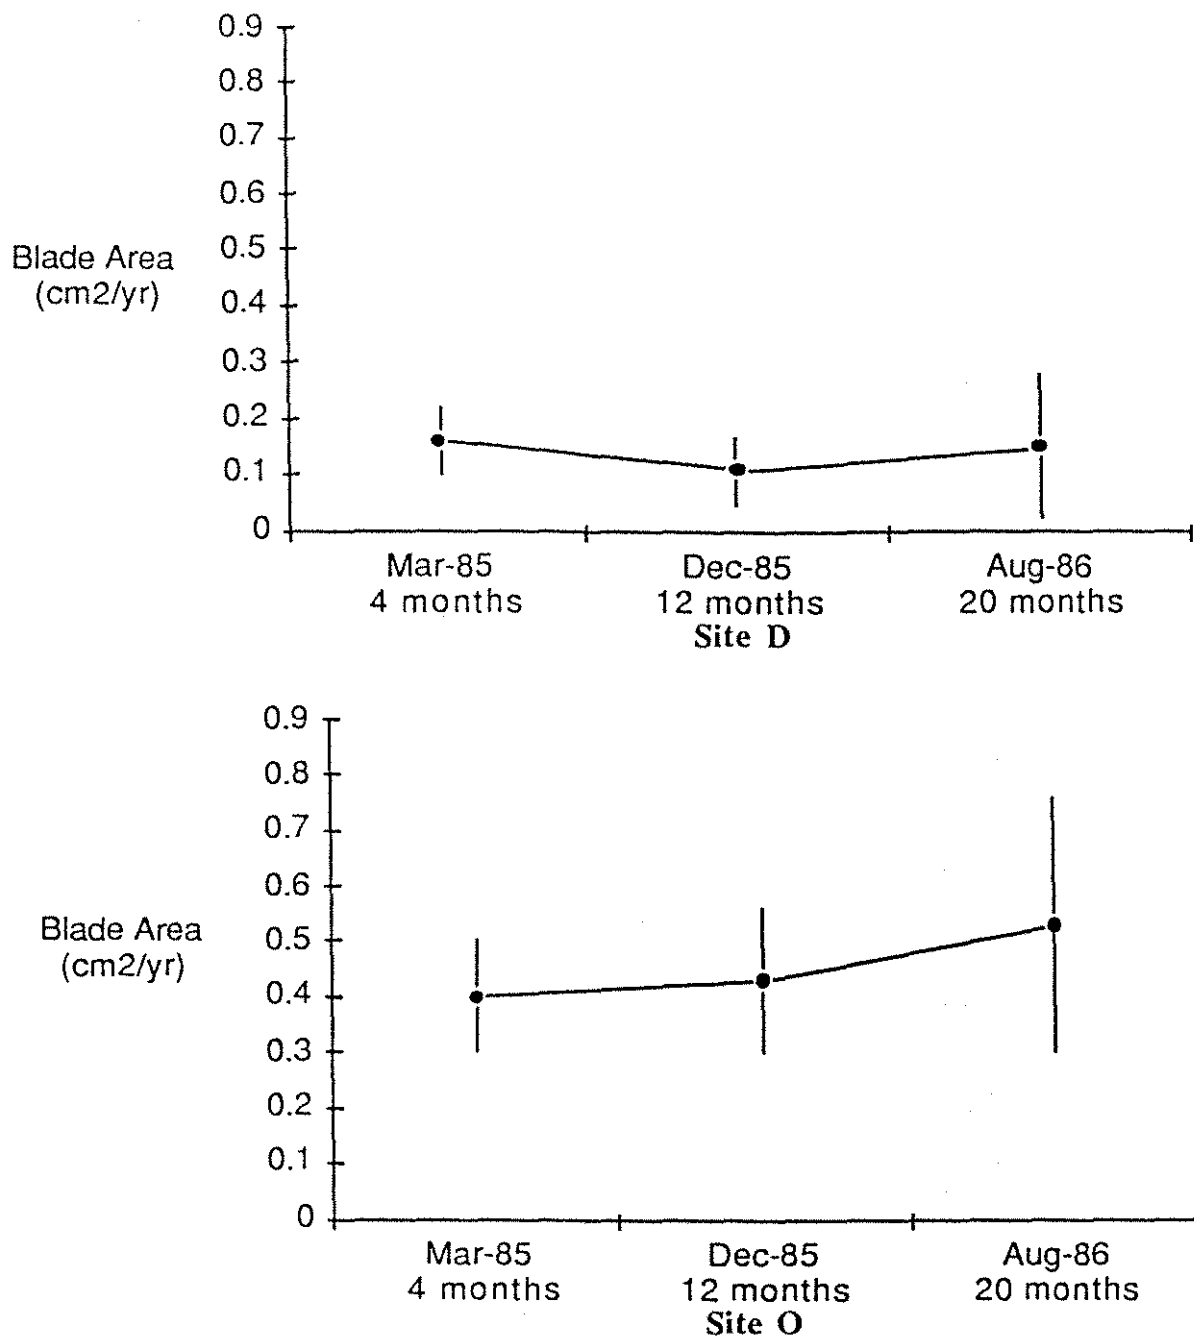 0.9
0.8
0.7
0.6
0.5
Blade Area
(cm2/yr)
0.4
0.3
0.2
0.1
0
Mar-85
4 months
Dec-85
12 months
Aug-86
20 months
Site D
0.9
0.8
0.7
0.6
0.5
Blade Area
(cm2/yr)
0.4
0.3
0.2
0.1
0
Mar-85
4 months
Dec-85
12 months
Aug-86
20 months
Site O